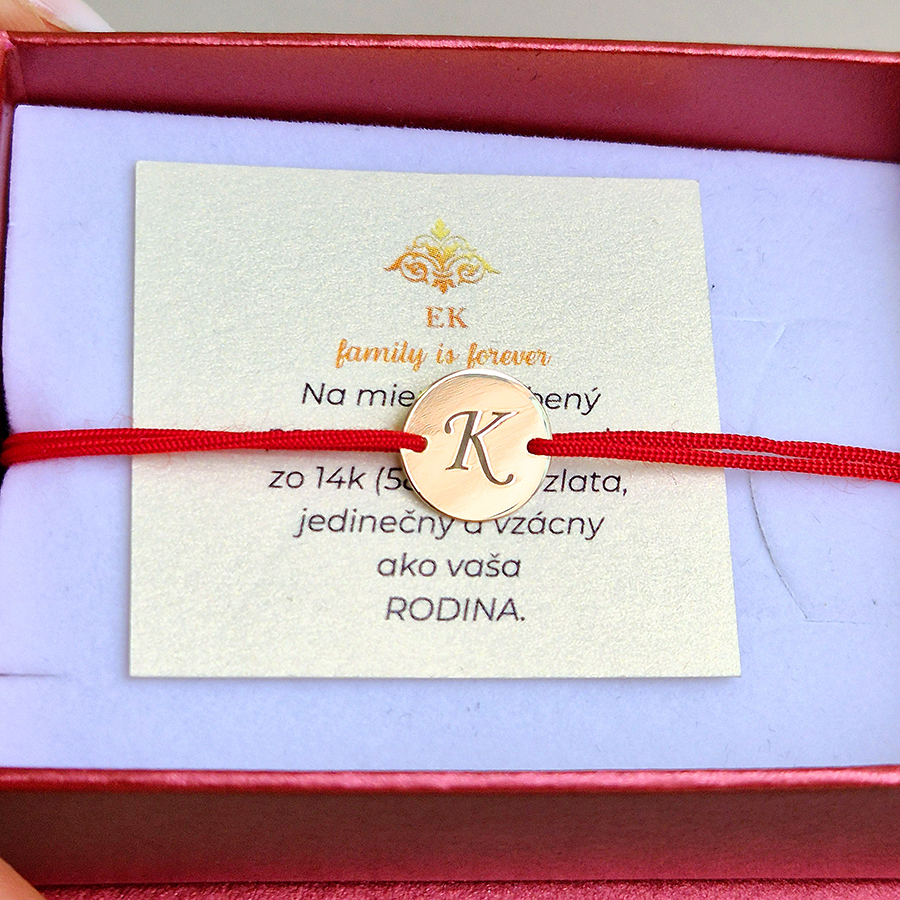 EK
family is forever
Na
K
zo 14k zlata,
jedinečný a vzácny
ako vaša
RODINA.